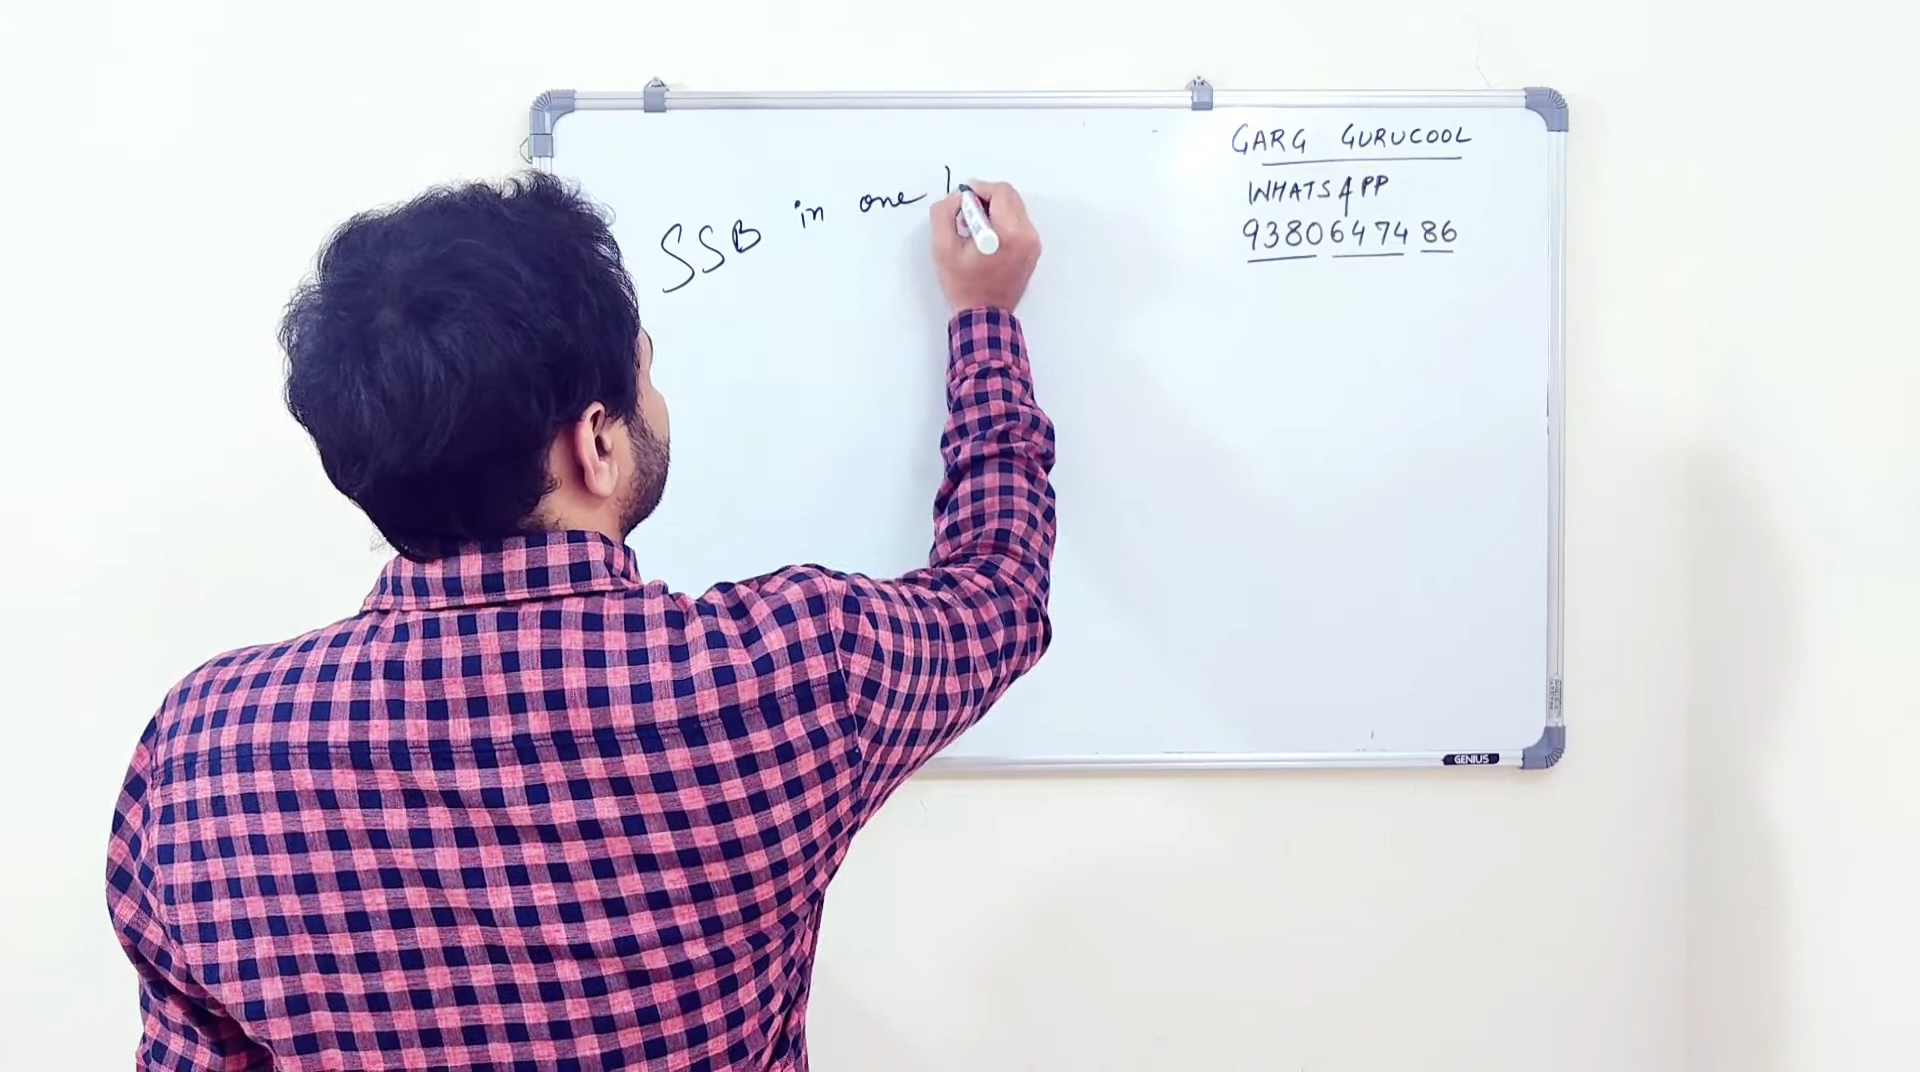 SSB in one
GARG GURUCOOL
WHATSAPP
9380647486
GENIUS